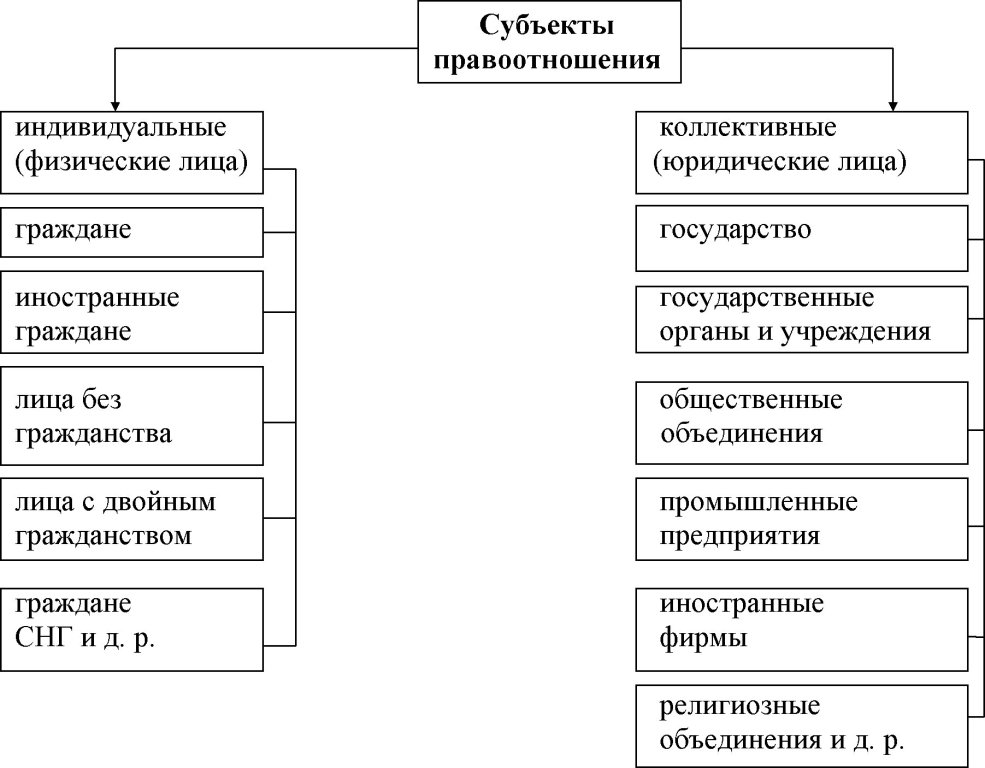 Субъекты
правоотношения
индивидуальные
(физические лица)
граждане
иностранные
граждане
лица без
гражданства
лица с двойным
гражданством
граждане
СНГ и д. р.
коллективные
(юридические лица)
государство
государственные
органы и учреждения
общественные
объединения
промышленные
предприятия
иностранные
фирмы
религиозные
объединения и д. р.